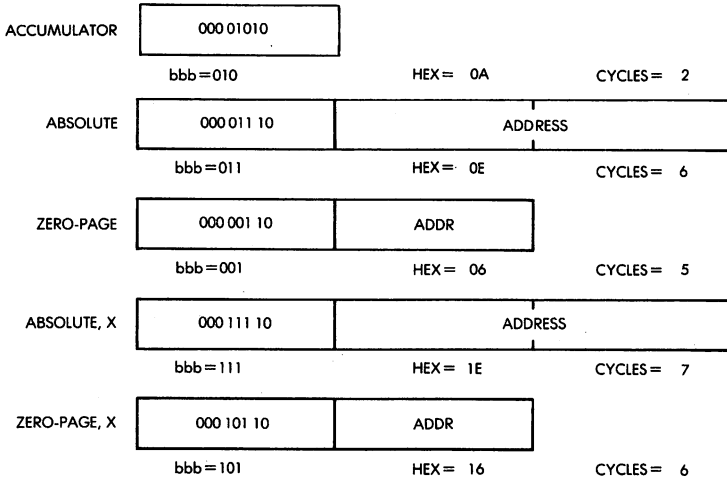 ACCUMULATOR 000 01010
bbb=010 HEX= 0A CYCLES= 2
ABSOLUTE 000 011 10 ADDRESS
bbb=011 HEX= 0E CYCLES= 6
ZERO-PAGE 000 001 10 ADDR
bbb=001 HEX= 06 CYCLES= 5
ABSOLUTE, X 000 111 10 ADDRESS
bbb=111 HEX= 1E CYCLES= 7
ZERO-PAGE, X 000 101 10 ADDR
bbb=101 HEX= 16 CYCLES= 6